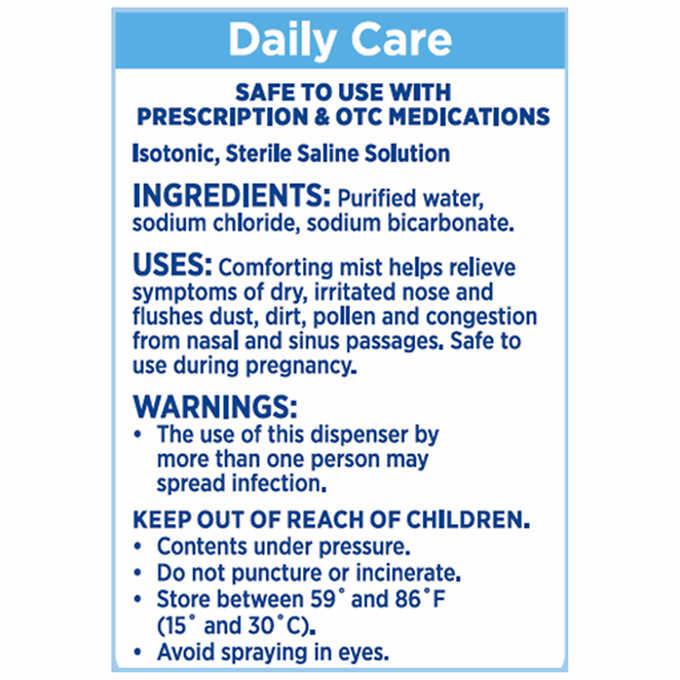 Daily Care
SAFE TO USE WITH
PRESCRIPTION & OTC MEDICATIONS
Isotonic, Sterile Saline Solution
INGREDIENTS: Purified water,
sodium chloride, sodium bicarbonate.
USES: Comforting mist helps relieve
symptoms of dry, irritated nose and
flushes dust, dirt, pollen and congestion
from nasal and sinus passages. Safe to
use during pregnancy.
WARNINGS:
• The use of this dispenser by
more than one person may
spread infection.
KEEP OUT OF REACH OF CHILDREN.
• Contents under pressure.
• Do not puncture or incinerate.
• Store between 59˚ and 86˚F
(15˚ and 30˚C).
• Avoid spraying in eyes.